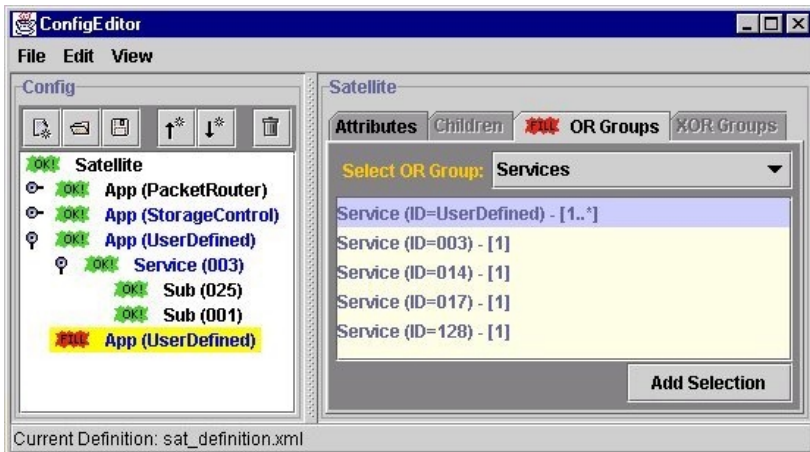 ConfigEditor
File Edit View
Config
OK! Satellite
OK! App (PacketRouter)
OK! App (StorageControl)
OK! App (UserDefined)
OK! Service (003)
OK! Sub (025)
OK! Sub (001)
FILL App (UserDefined)
Satellite
Attributes Children FILL OR Groups XOR Groups
Select OR Group: Services
Service (ID=UserDefined) - [1..*]
Service (ID=003) - [1]
Service (ID=014) - [1]
Service (ID=017) - [1]
Service (ID=128) - [1]
Add Selection
Current Definition: sat_definition.xml